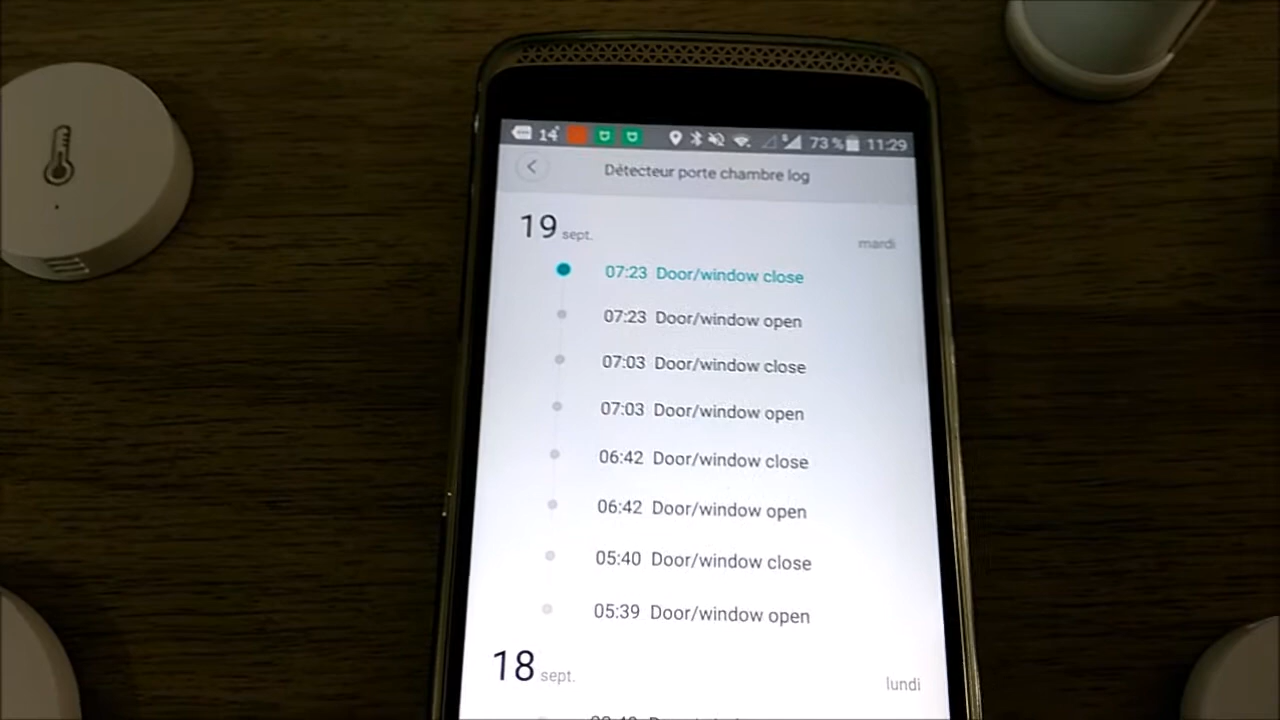 14° 73 % 11:29
Détecteur porte chambre log
19 sept. mardi
07:23 Door/window close
07:23 Door/window open
07:03 Door/window close
07:03 Door/window open
06:42 Door/window close
06:42 Door/window open
05:40 Door/window close
05:39 Door/window open
18 sept. lundi